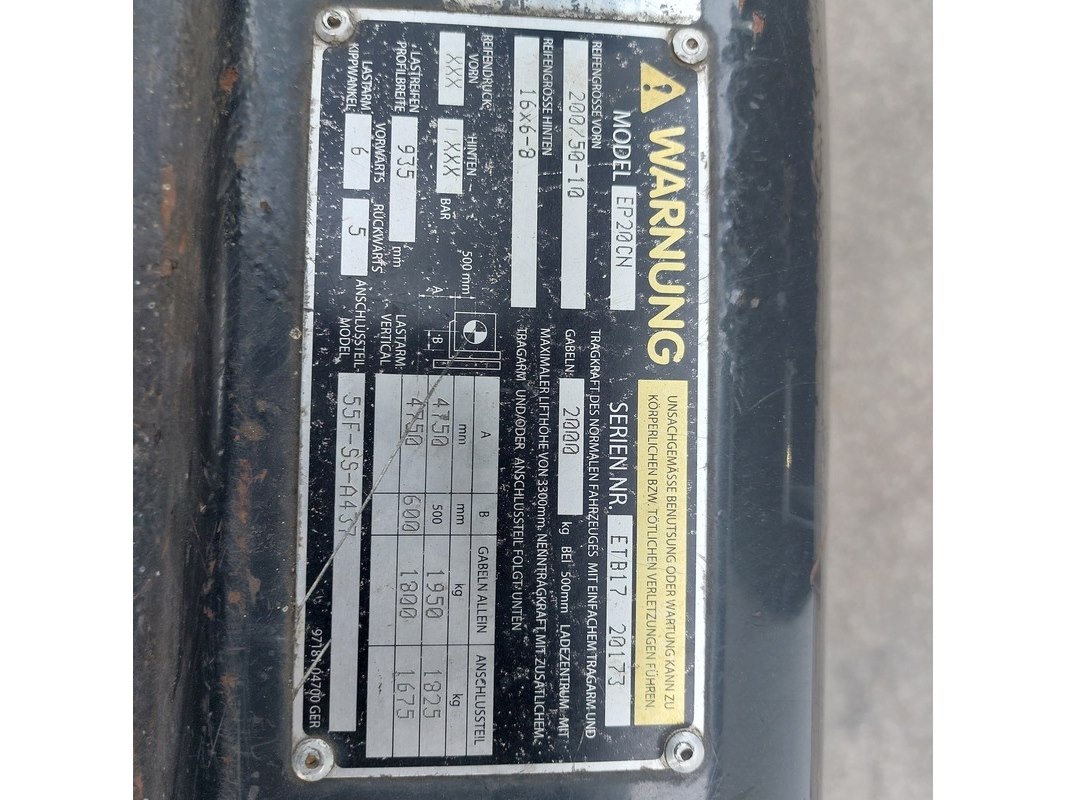 WARNUNG
UNSACHGEMÄSSE BENUTSUNG ODER WARTUNG KANN ZU
KÖRPERLICHEN BZW. TÖTLICHEN VERLETZUNGEN FÜHREN.
MODEL EP20CN
SERIEN NR. ETB17 20173
REIFENGRÖSSE VORN
200/50-10
REIFENGRÖSSE HINTEN
16x6-8
REIFENDRUCK:
VORN HINTEN
XXX XXX BAR
LASTREIFEN
PROFILBREITE 935 mm
VORWÄRTS RÜCKWÄRTS
LASTARM
KIPPWANKEL 6 5
TRAGKRAFT DES NORMALEN FAHRZEUGES MIT EINFACHEM TRAGARM UND
GABELN: 2000 kg BEI 500mm LADEZENTRUM MIT
MAXIMALER LIFTHÖHE VON 3300mm. NENNTRAGKRAFT MIT ZUSÄTLICHEM
TRAGARM UND/ODER ANSCHLUSSTEIL FOLGT UNTEN
500 mm
A
B
A B GABELN ALLEIN ANSCHLUSSTEIL
mm mm kg kg
4750 500 1950 1825
LASTARM:
VERTICAL 4750 600 1800 1675
ANSCHLUSSTEIL
MODEL 55F-SS-A437
GER